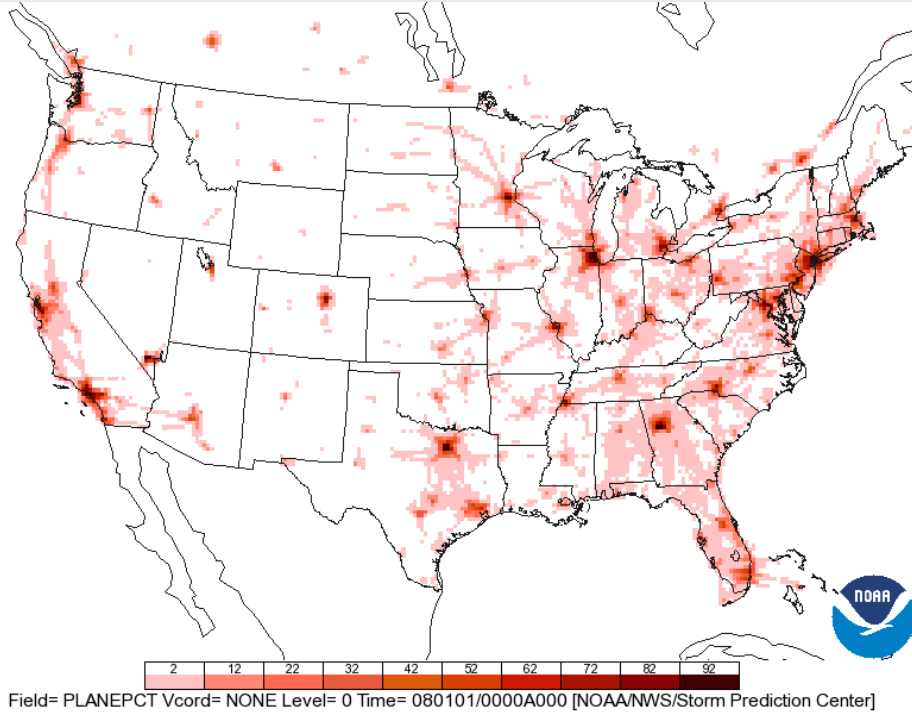 NOAA
2 12 22 32 42 52 62 72 82 92
Field= PLANEPCT Vcord= NONE Level= 0 Time= 080101/0000A000 [NOAA/NWS/Storm Prediction Center]